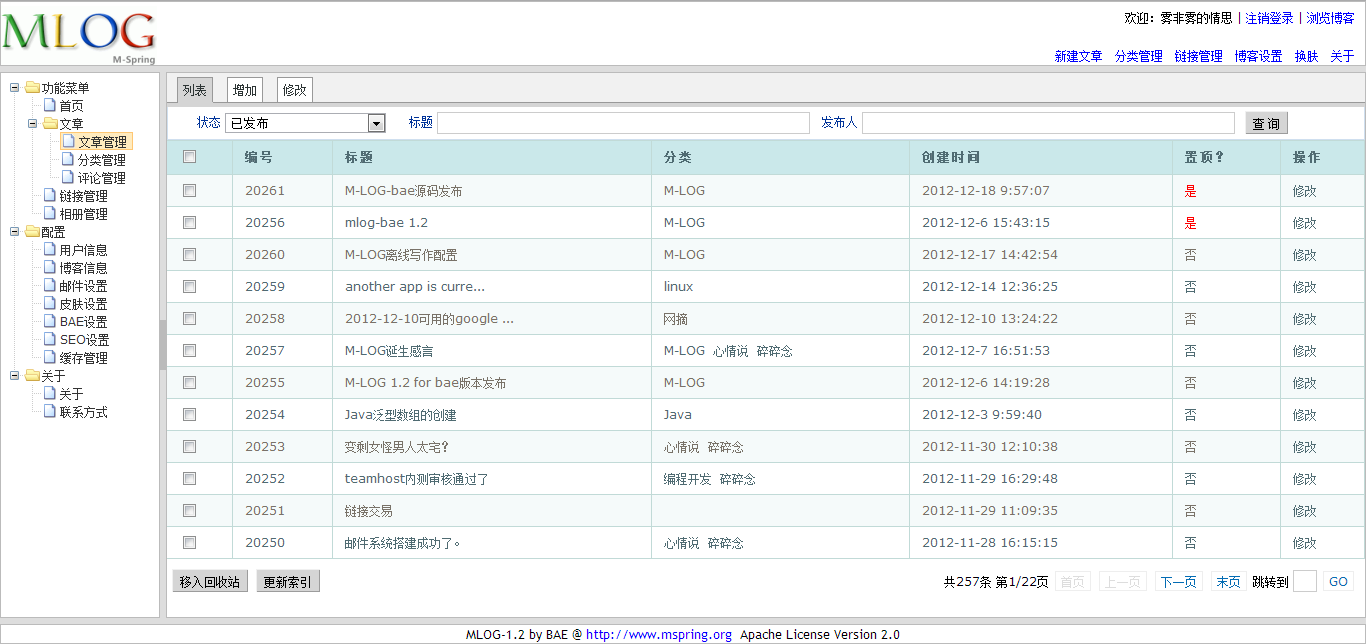 MLOG
M-Spring
欢迎：雾非雾的情思 | 注销登录 | 浏览博客
新建文章 分类管理 链接管理 博客设置 换肤 关于
功能菜单
首页
文章
文章管理
分类管理
评论管理
链接管理
相册管理
配置
用户信息
博客信息
邮件设置
皮肤设置
BAE设置
SEO设置
缓存管理
关于
关于
联系方式
列表 增加 修改
状态 已发布 标题 发布人 查询
编号 标题 分类 创建时间 置顶？ 操作
20261 M-LOG-bae源码发布 M-LOG 2012-12-18 9:57:07 是 修改
20256 mlog-bae 1.2 M-LOG 2012-12-6 15:43:15 是 修改
20260 M-LOG离线写作配置 M-LOG 2012-12-17 14:42:54 否 修改
20259 another app is curre... linux 2012-12-14 12:36:25 否 修改
20258 2012-12-10可用的google ... 网摘 2012-12-10 13:24:22 否 修改
20257 M-LOG诞生感言 M-LOG 心情说 碎碎念 2012-12-7 16:51:53 否 修改
20255 M-LOG 1.2 for bae版本发布 M-LOG 2012-12-6 14:19:28 否 修改
20254 Java泛型数组的创建 Java 2012-12-3 9:59:40 否 修改
20253 变剩女怪男人太宅？ 心情说 碎碎念 2012-11-30 12:10:38 否 修改
20252 teamhost内测审核通过了 编程开发 碎碎念 2012-11-29 16:29:48 否 修改
20251 链接交易 2012-11-29 11:09:35 否 修改
20250 邮件系统搭建成功了。 心情说 碎碎念 2012-11-28 16:15:15 否 修改
移入回收站 更新索引 共257条 第1/22页 首页 上一页 下一页 末页 跳转到 GO
MLOG-1.2 by BAE @ http://www.mspring.org Apache License Version 2.0